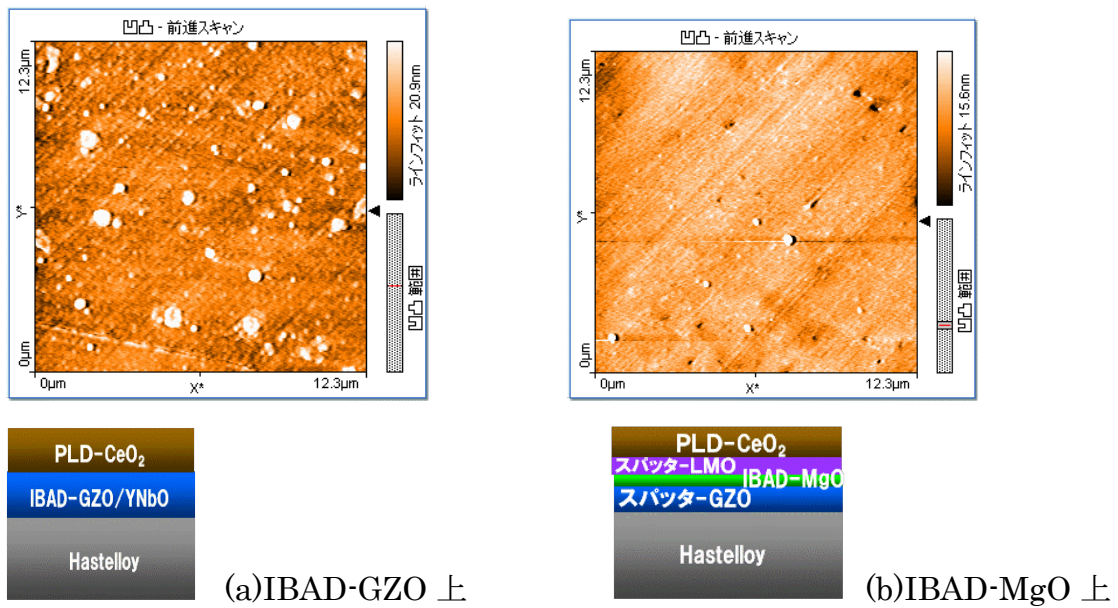 凹凸 - 前進スキャン
12.3µm
Y*
0µm
0µm
X*
12.3µm
ラインフィット 20.9nm
凹凸 範囲
凹凸 - 前進スキャン
12.3µm
Y*
0µm
0µm
X*
12.3µm
ラインフィット 15.6nm
凹凸 範囲
PLD-CeO₂
IBAD-GZO/YNbO
Hastelloy
(a)IBAD-GZO 上
PLD-CeO₂
スパッタ-LMO
IBAD-MgO
スパッタ-GZO
Hastelloy
(b)IBAD-MgO 上